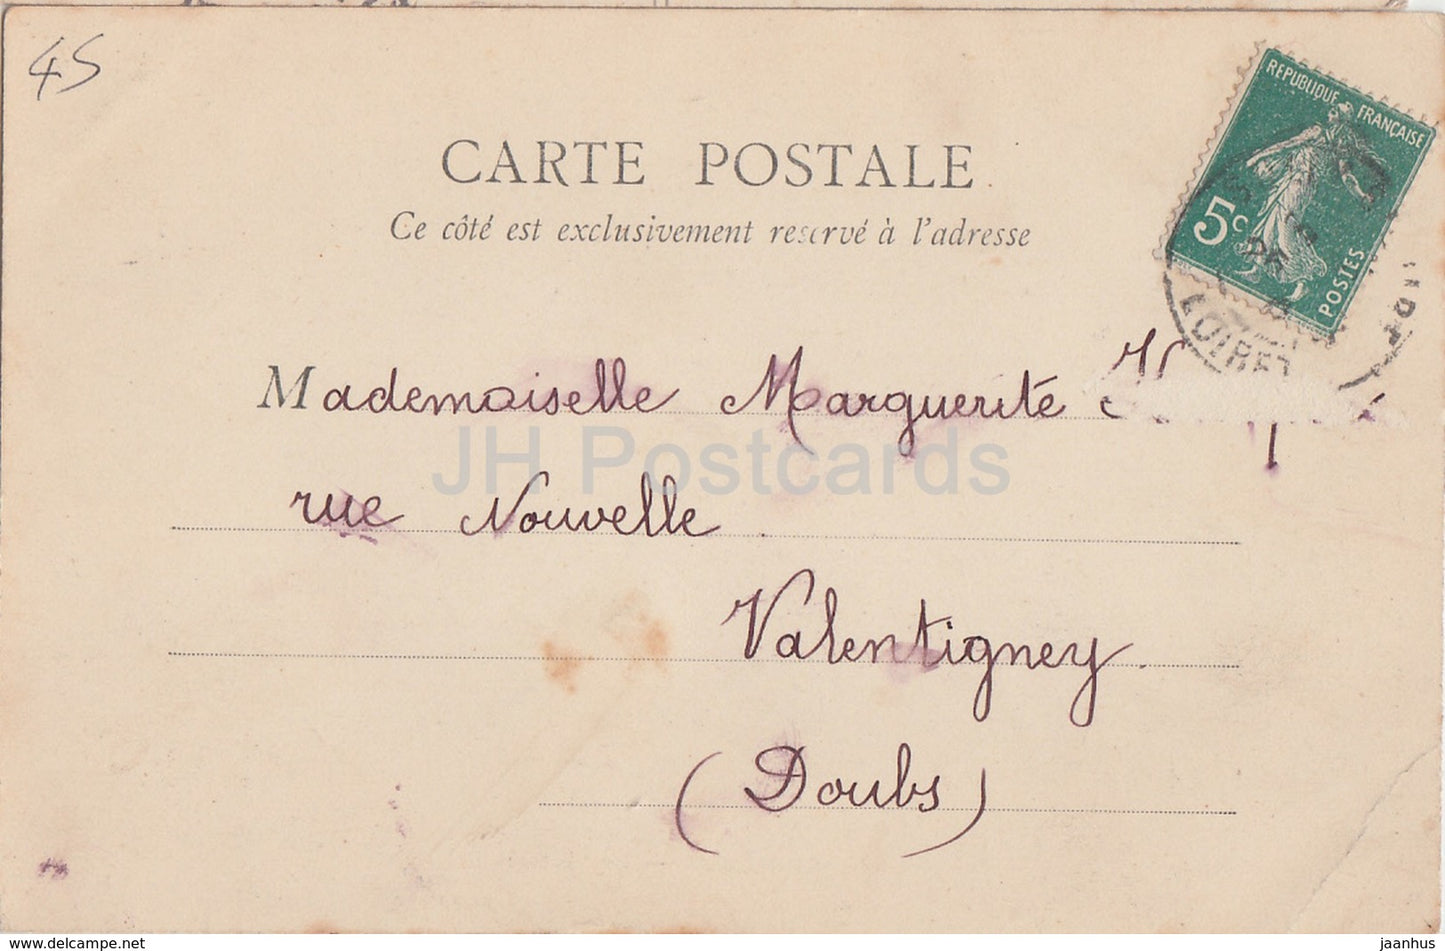 45
CARTE POSTALE
Ce côté est exclusivement reservé à l'adresse
REPUBLIQUE FRANÇAISE
5c
POSTES
LOIRET
Mademoiselle Marguerite
rue Nouvelle
Valentigney
(Doubs)
JH Postcards
delcampe.net
jaanhus